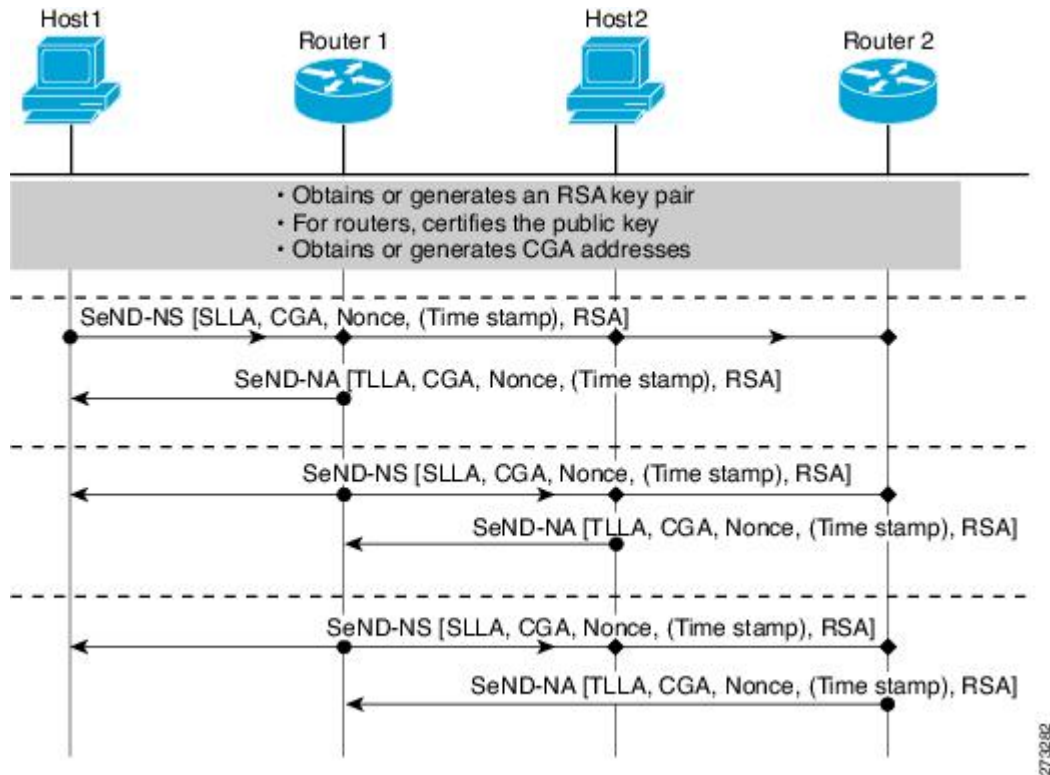 Host1
Router 1
Host2
Router 2
• Obtains or generates an RSA key pair
• For routers, certifies the public key
• Obtains or generates CGA addresses
SeND-NS [SLLA, CGA, Nonce, (Time stamp), RSA]
SeND-NA [TLLA, CGA, Nonce, (Time stamp), RSA]
SeND-NS [SLLA, CGA, Nonce, (Time stamp), RSA]
SeND-NA [TLLA, CGA, Nonce, (Time stamp), RSA]
SeND-NS [SLLA, CGA, Nonce, (Time stamp), RSA]
SeND-NA [TLLA, CGA, Nonce, (Time stamp), RSA]
273282